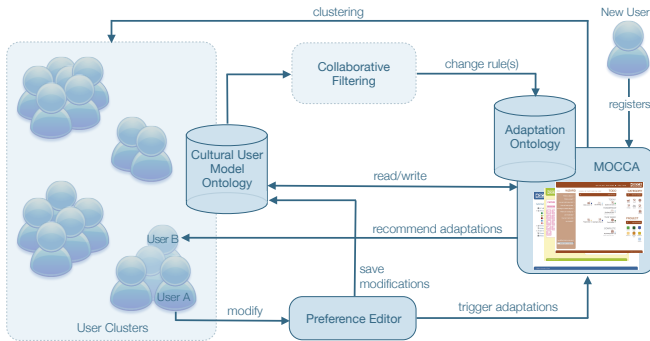 clustering
New User
Collaborative
Filtering
change rule(s)
registers
Cultural User
Model
Ontology
Adaptation
Ontology
MOCCA
read/write
User B
recommend adaptations
save
modifications
User A
modify
Preference Editor
trigger adaptations
User Clusters